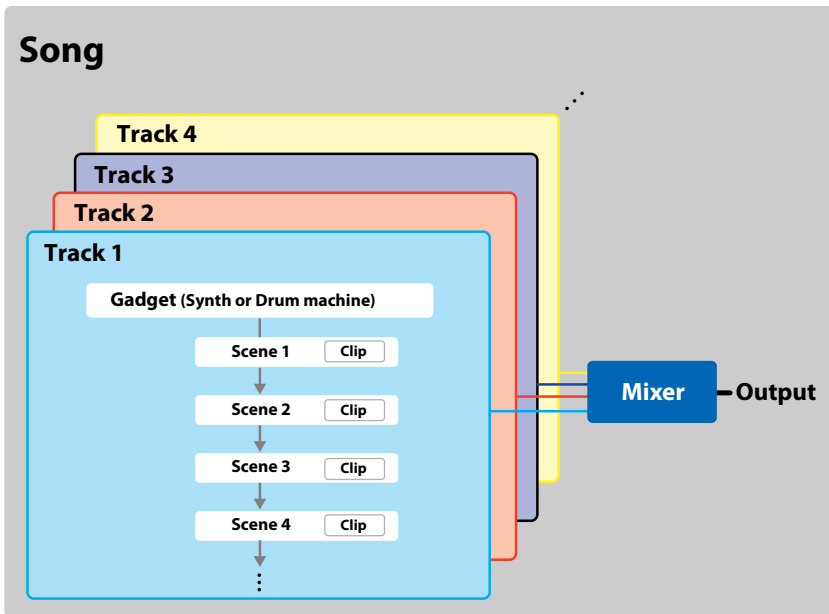 Song
Track 4
Track 3
Track 2
Track 1
Gadget (Synth or Drum machine)
Scene 1 Clip
Scene 2 Clip
Scene 3 Clip
Scene 4 Clip
Mixer
Output